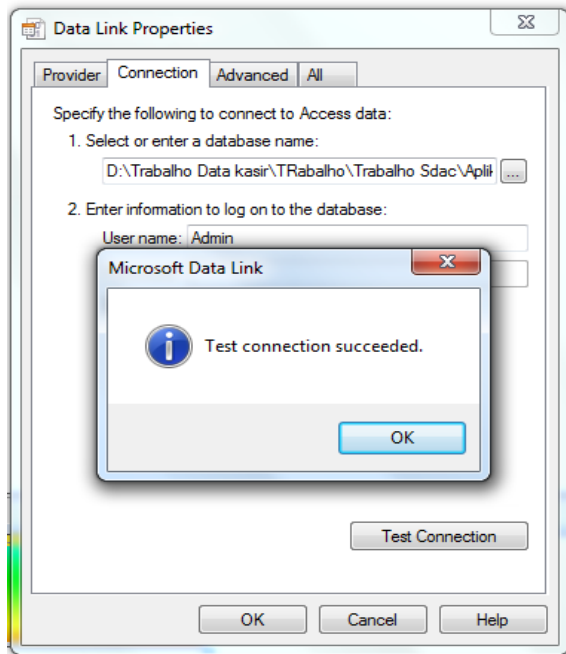 Data Link Properties
Provider Connection Advanced All
Specify the following to connect to Access data:
1. Select or enter a database name:
D:\Trabalho Data kasir\TRabalho\Trabalho Sdac\Aplik ...
2. Enter information to log on to the database:
User name: Admin
Microsoft Data Link
Test connection succeeded.
OK
Test Connection
OK Cancel Help